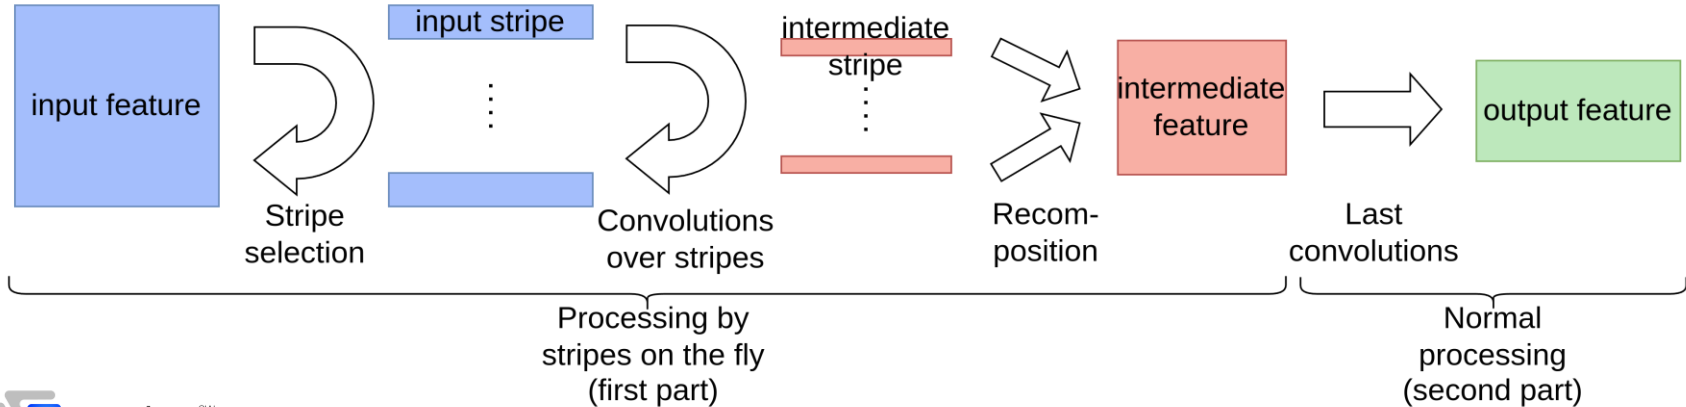 input feature
Stripe
selection
input stripe
Convolutions
over stripes
intermediate
stripe
Recom-
position
intermediate
feature
Last
convolutions
output feature
Processing by
stripes on the fly
(first part)
Normal
processing
(second part)